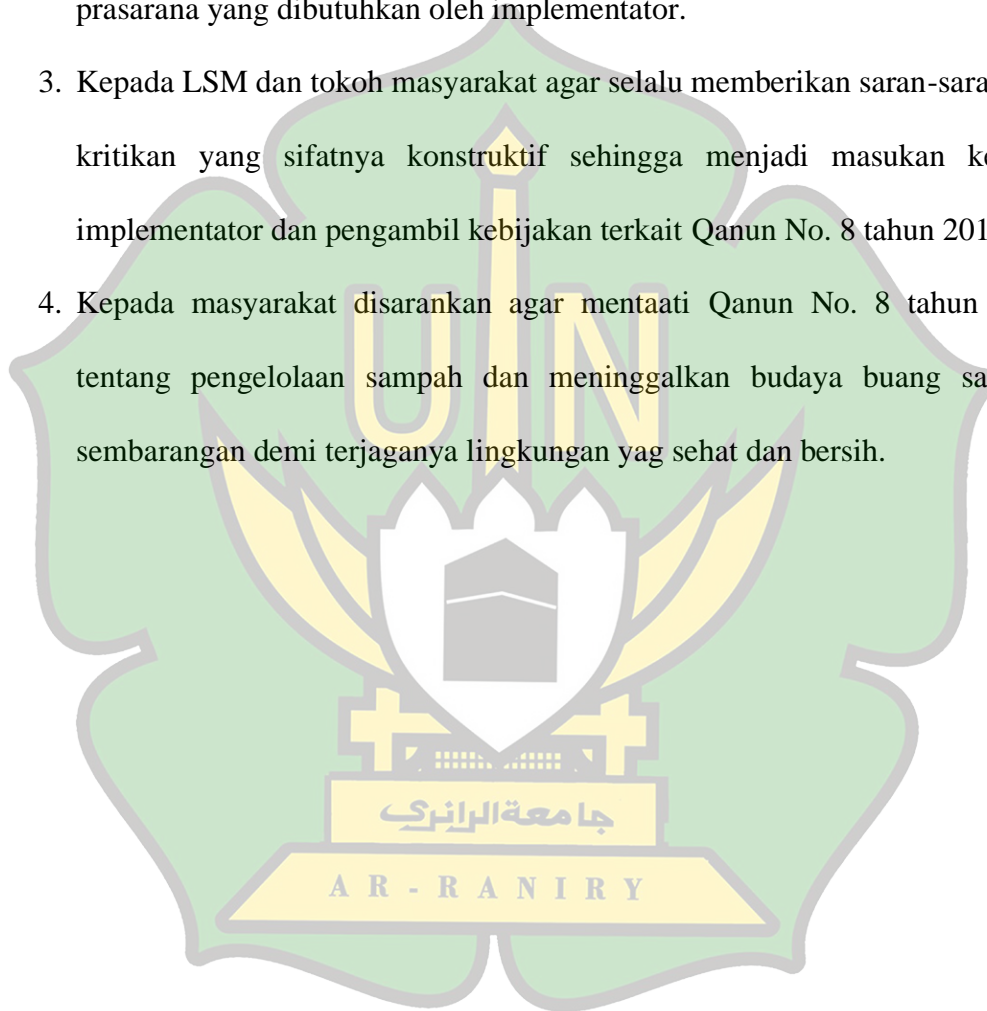 prasarana yang dibutuhkan oleh implementator.
3. Kepada LSM dan tokoh masyarakat agar selalu memberikan saran-sara
kritikan yang sifatnya konstruktif sehingga menjadi masukan ke
implementator dan pengambil kebijakan terkait Qanun No. 8 tahun 201
4. Kepada masyarakat disarankan agar mentaati Qanun No. 8 tahun
tentang pengelolaan sampah dan meninggalkan budaya buang sa
sembarangan demi terjaganya lingkungan yag sehat dan bersih.
UIN
جامعة الرانري
AR-RANIRY